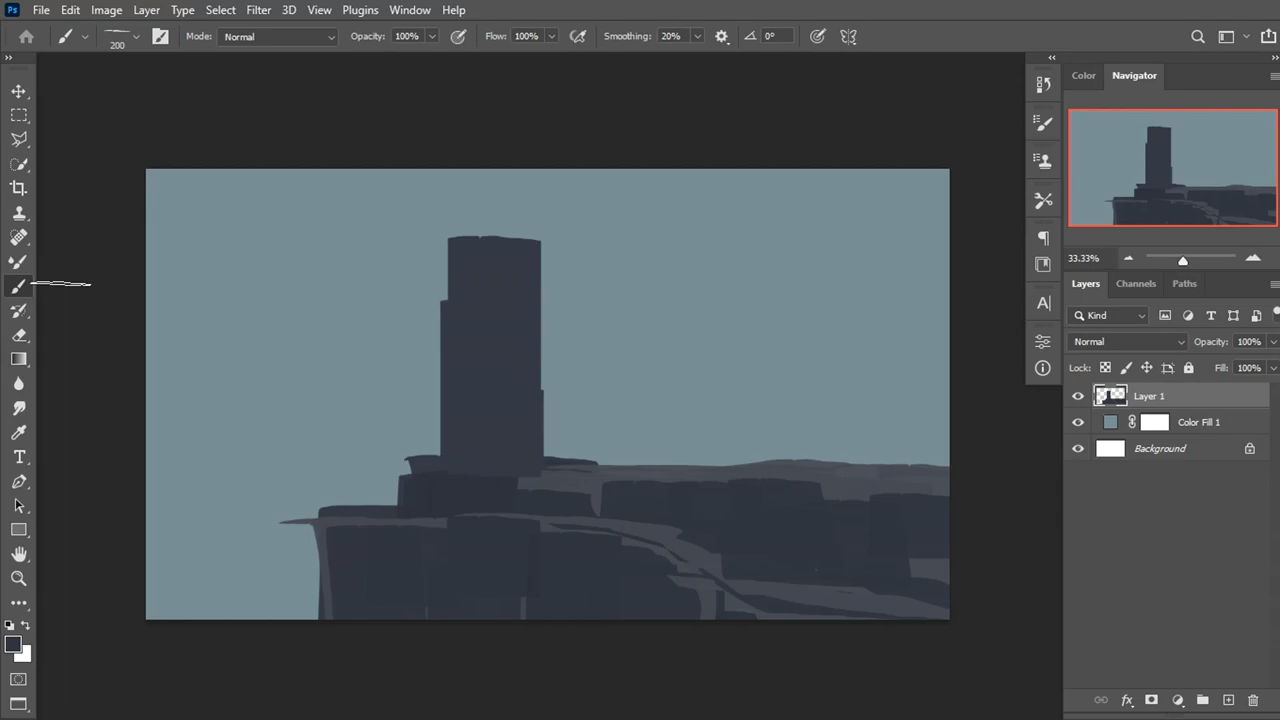 Ps File Edit Image Layer Type Select Filter 3D View Plugins Window Help
200 Mode: Normal Opacity: 100% Flow: 100% Smoothing: 20% 0°
Color Navigator
33.33%
Layers Channels Paths
Kind
Normal Opacity: 100%
Lock: Fill: 100%
Layer 1
Color Fill 1
Background